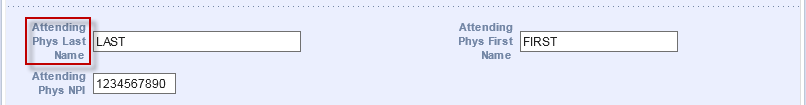 Attending
Phys Last
Name
LAST
Attending
Phys First
Name
FIRST
Attending
Phys NPI
1234567890